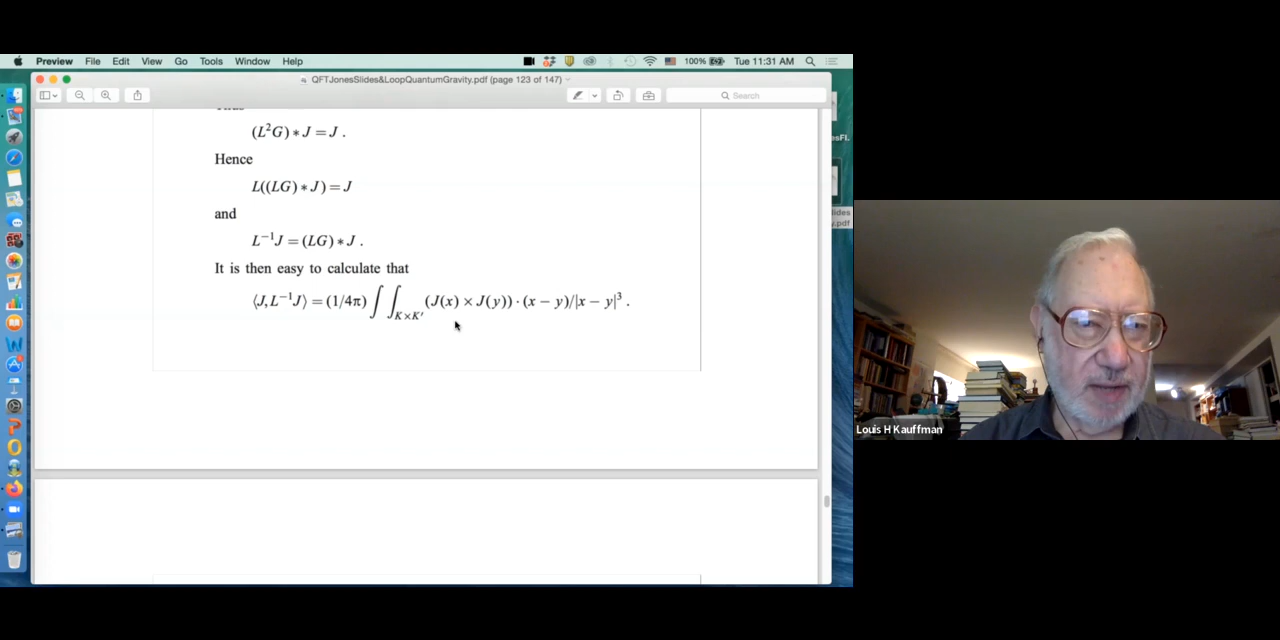 Preview File Edit View Go Tools Window Help
100% Tue 11:31 AM
QFTJonesSlides&LoopQuantumGravity.pdf (page 123 of 147)
Search
(L²G) ∗ J = J .
Hence
L((LG) ∗ J) = J
and
L⁻¹J = (LG) ∗ J .
It is then easy to calculate that
⟨J, L⁻¹J⟩ = (1/4π) ∫ ∫_{K×K′} (J(x) × J(y)) · (x − y)/|x − y|³ .
Louis H Kauffman